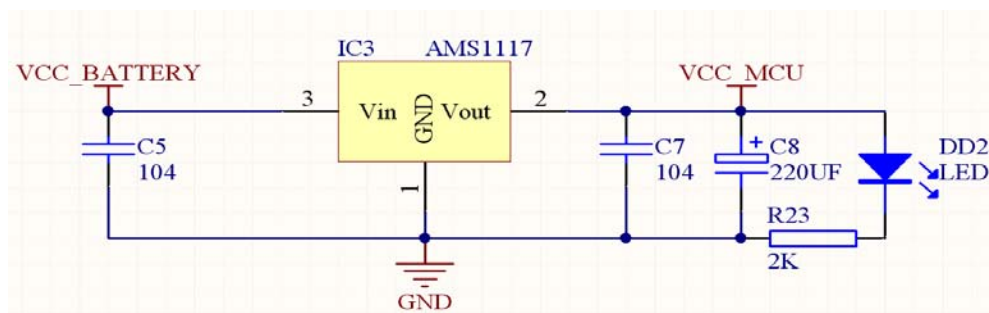 IC3 AMS1117
VCC_BATTERY VCC_MCU
3 Vin GND Vout 2
C5 C7 + C8 DD2
104 104 220UF LED
1
R23
2K
GND